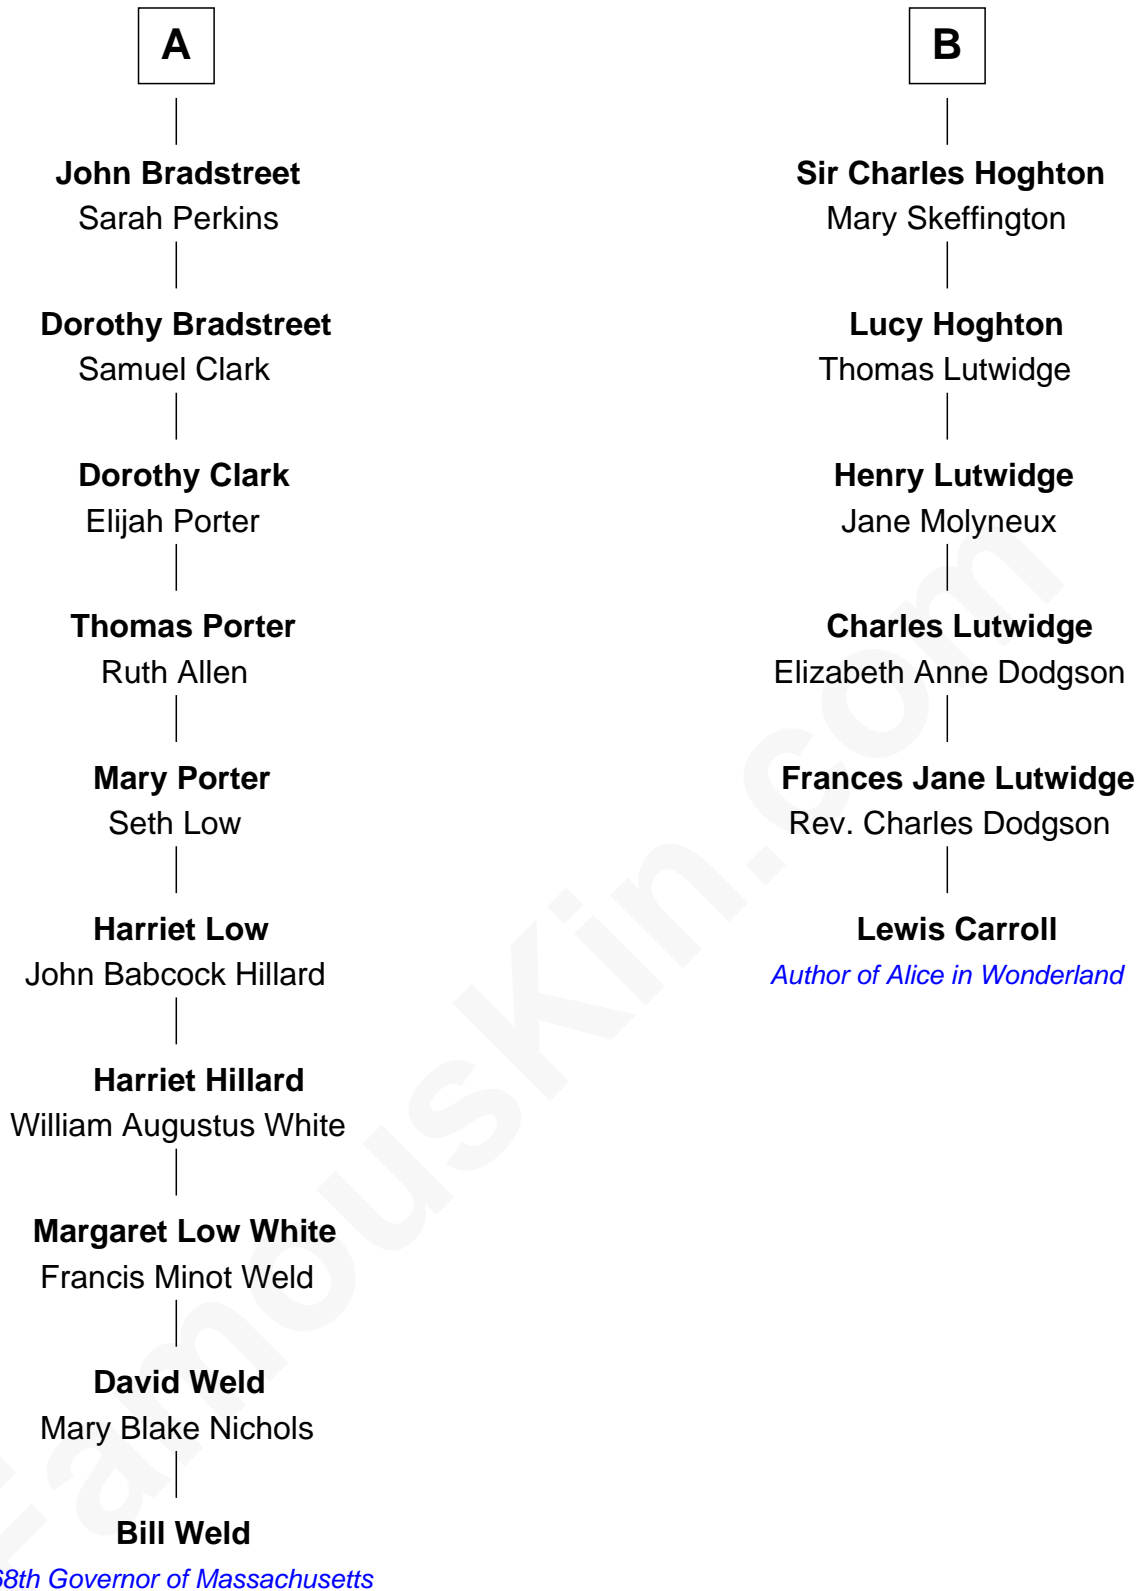 A
John Bradstreet
Sarah Perkins
Dorothy Bradstreet
Samuel Clark
Dorothy Clark
Elijah Porter
Thomas Porter
Ruth Allen
Mary Porter
Seth Low
Harriet Low
John Babcock Hillard
Harriet Hillard
William Augustus White
Margaret Low White
Francis Minot Weld
David Weld
Mary Blake Nichols
Bill Weld
68th Governor of Massachusetts
B
Sir Charles Hoghton
Mary Skeffington
Lucy Hoghton
Thomas Lutwidge
Henry Lutwidge
Jane Molyneux
Charles Lutwidge
Elizabeth Anne Dodgson
Frances Jane Lutwidge
Rev. Charles Dodgson
Lewis Carroll
Author of Alice in Wonderland
FamousKin.com